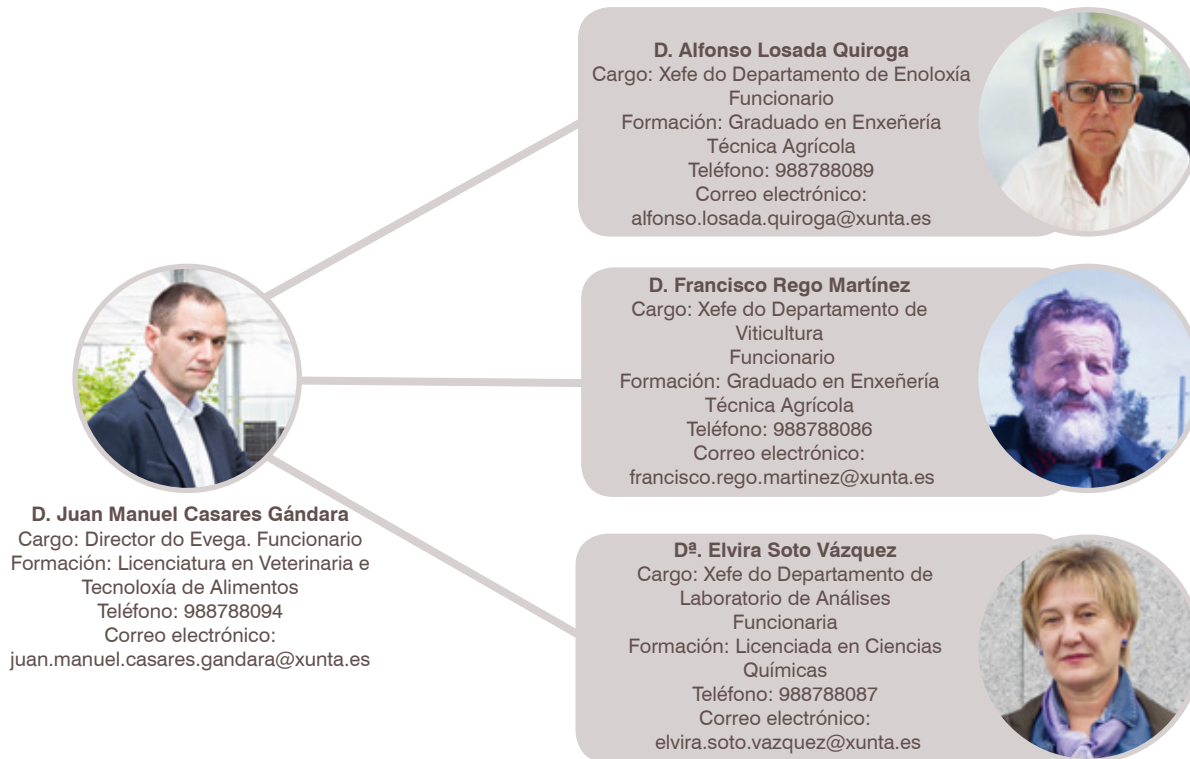 D. Alfonso Losada Quiroga
Cargo: Xefe do Departamento de Enoloxía
Funcionario
Formación: Graduado en Enxeñería
Técnica Agrícola
Teléfono: 988788089
Correo electrónico:
alfonso.losada.quiroga@xunta.es
D. Francisco Rego Martínez
Cargo: Xefe do Departamento de
Viticultura
Funcionario
Formación: Graduado en Enxeñería
Técnica Agrícola
Teléfono: 988788086
Correo electrónico:
francisco.rego.martinez@xunta.es
D. Juan Manuel Casares Gándara
Cargo: Director do Evega. Funcionario
Formación: Licenciatura en Veterinaria e
Tecnoloxía de Alimentos
Teléfono: 988788094
Correo electrónico:
juan.manuel.casares.gandara@xunta.es
Dª. Elvira Soto Vázquez
Cargo: Xefe do Departamento de
Laboratorio de Análises
Funcionaria
Formación: Licenciada en Ciencias
Químicas
Teléfono: 988788087
Correo electrónico:
elvira.soto.vazquez@xunta.es